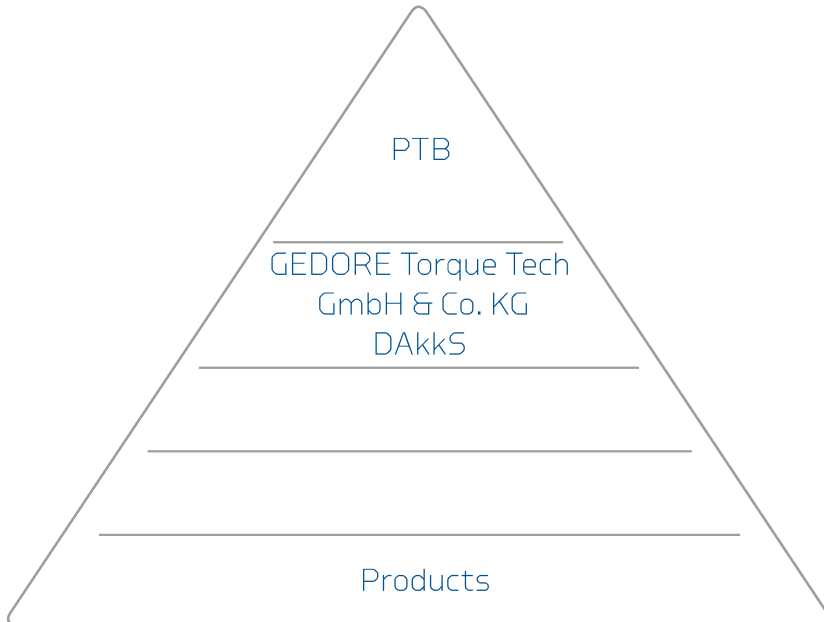 PTB
GEDORE Torque Tech
GmbH & Co. KG
DAkkS
Products